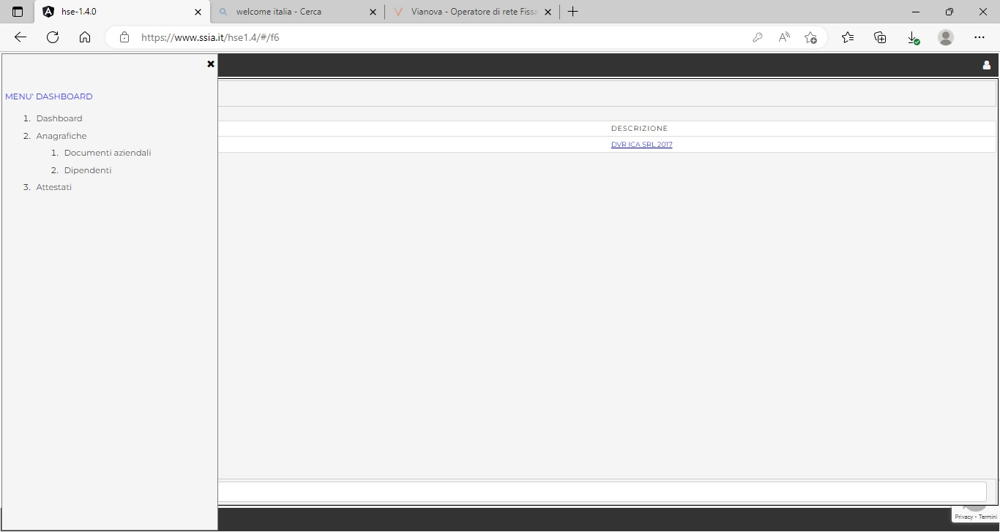 hse-1.4.0
welcome italia - Cerca
Vianova - Operatore di rete Fissa
https://www.ssia.it/hse1.4/#/f6
MENU' DASHBOARD
1. Dashboard
2. Anagrafiche
1. Documenti aziendali
2. Dipendenti
3. Attestati
DESCRIZIONE
DVR ICA SRL 2017
Privacy - Termini